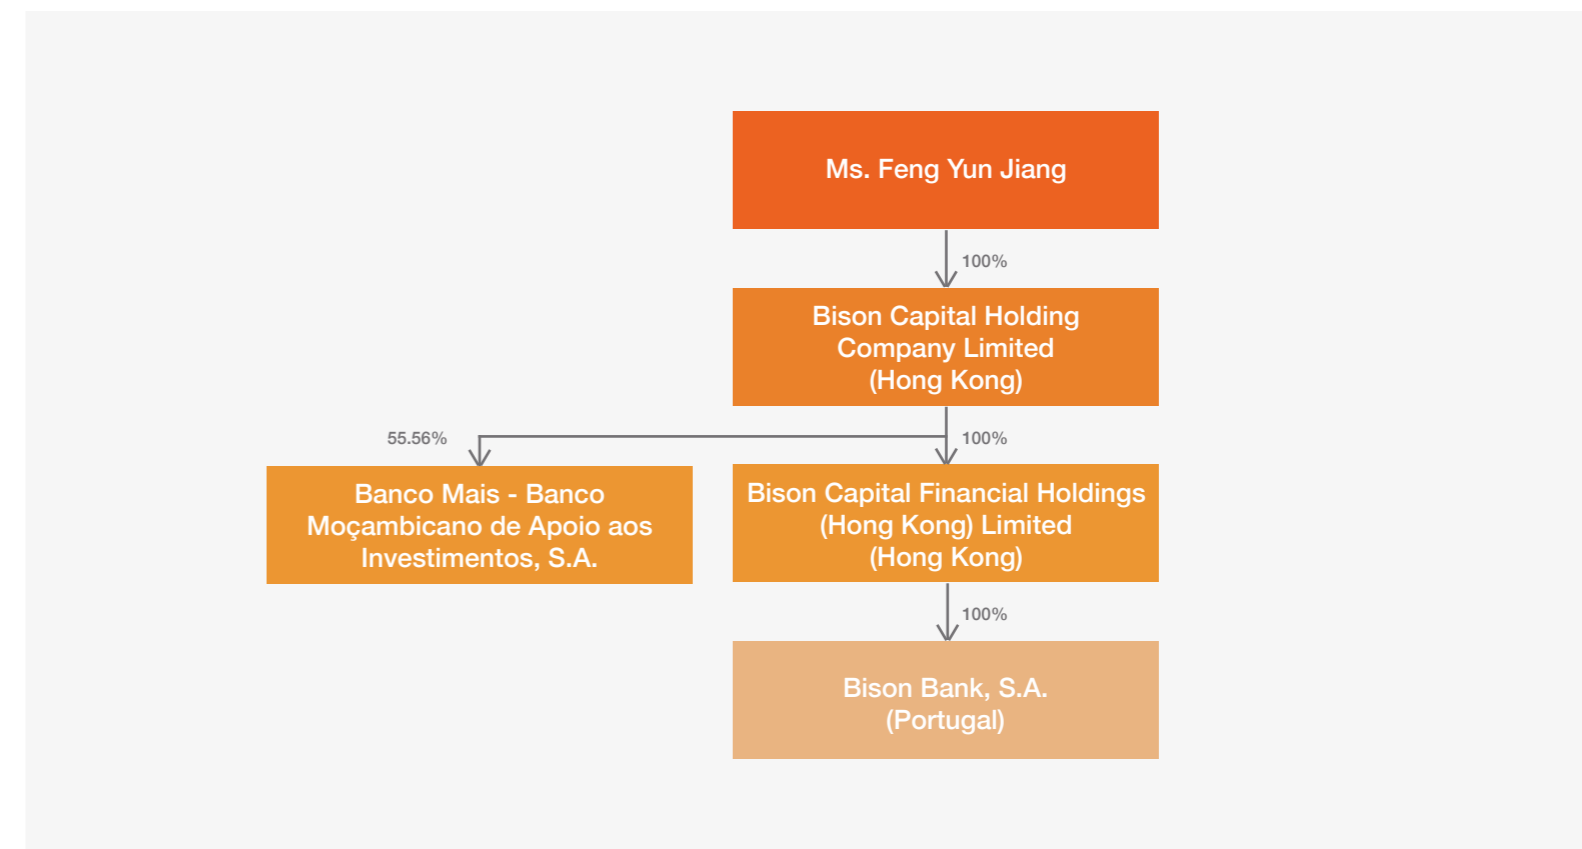 Ms. Feng Yun Jiang
100%
Bison Capital Holding
Company Limited
(Hong Kong)
55.56%
100%
Banco Mais - Banco
Moçambicano de Apoio aos
Investimentos, S.A.
Bison Capital Financial Holdings
(Hong Kong) Limited
(Hong Kong)
100%
Bison Bank, S.A.
(Portugal)